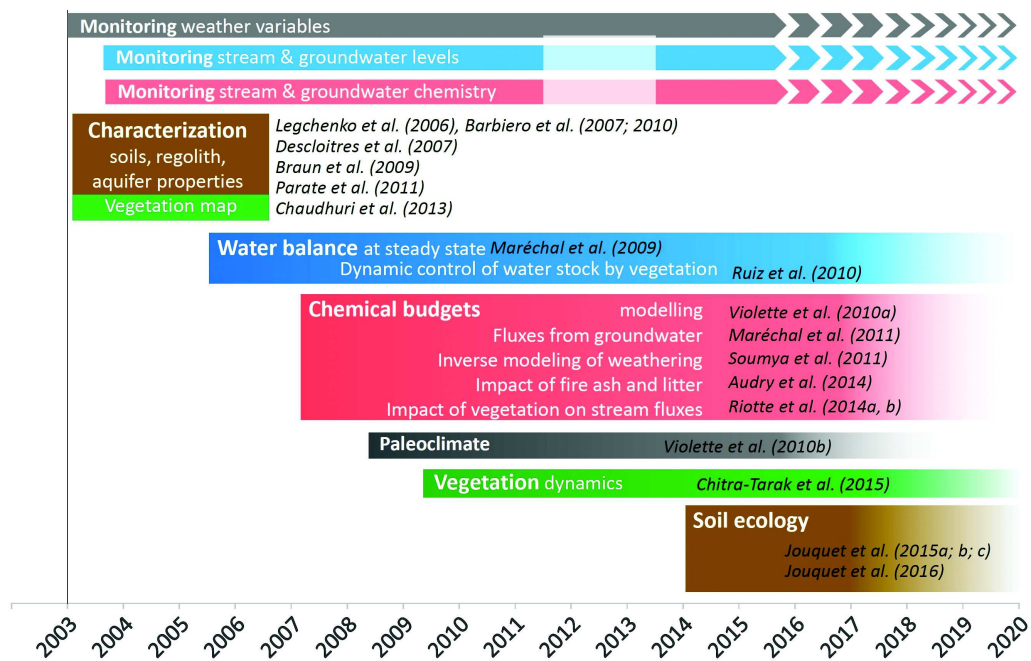 Monitoring weather variables
Monitoring stream & groundwater levels
Monitoring stream & groundwater chemistry
Characterization
soils, regolith,
aquifer properties
Vegetation map
Legchenko et al. (2006), Barbiero et al. (2007; 2010)
Descloitres et al. (2007)
Braun et al. (2009)
Parate et al. (2011)
Chaudhuri et al. (2013)
Water balance at steady state Maréchal et al. (2009)
Dynamic control of water stock by vegetation Ruiz et al. (2010)
Chemical budgets modelling Violette et al. (2010a)
Fluxes from groundwater Maréchal et al. (2011)
Inverse modeling of weathering Soumya et al. (2011)
Impact of fire ash and litter Audry et al. (2014)
Impact of vegetation on stream fluxes Riotte et al. (2014a, b)
Paleoclimate Violette et al. (2010b)
Vegetation dynamics Chitra-Tarak et al. (2015)
Soil ecology
Jouquet et al. (2015a; b; c)
Jouquet et al. (2016)
2003 2004 2005 2006 2007 2008 2009 2010 2011 2012 2013 2014 2015 2016 2017 2018 2019 2020